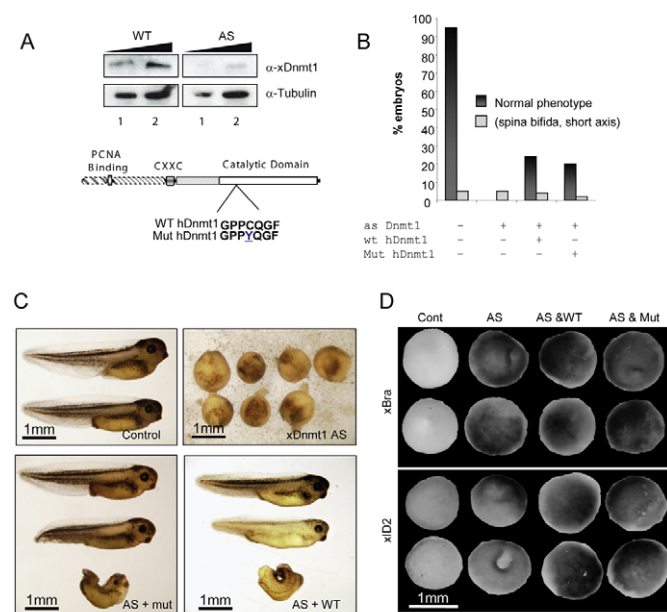 A
WT AS
α-xDnmt1
α-Tubulin
1 2 1 2
PCNA
Binding CXXC Catalytic Domain
WT hDnmt1 GPPCQGF
Mut hDnmt1 GPPYQGF
B
% embryos
100
90
80
70
60
50
40
30
20
10
0
Normal phenotype
(spina bifida, short axis)
as Dnmt1 − + + +
wt hDnmt1 − − + −
Mut hDnmt1 − − − +
C
Control
1mm
xDnmt1 AS
1mm
AS + mut
1mm
AS + WT
1mm
D
Cont AS AS &WT AS & Mut
xBra
xID2
1mm